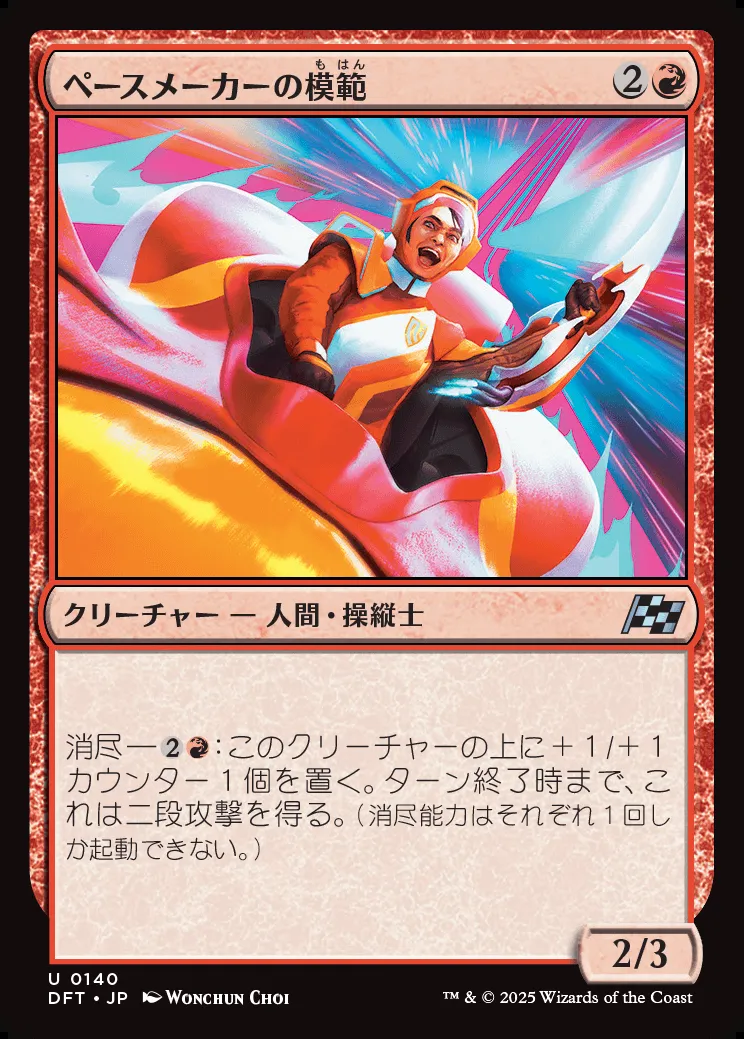 もはん
ペースメーカーの模範 2
クリーチャー — 人間・操縦士
消尽―2:このクリーチャーの上に+1/+1
カウンター1個を置く。ターン終了時まで、こ
れは二段攻撃を得る。(消尽能力はそれぞれ1回し
か起動できない。)
2/3
U 0140
DFT • JP Wonchun Choi
™ & © 2025 Wizards of the Coast